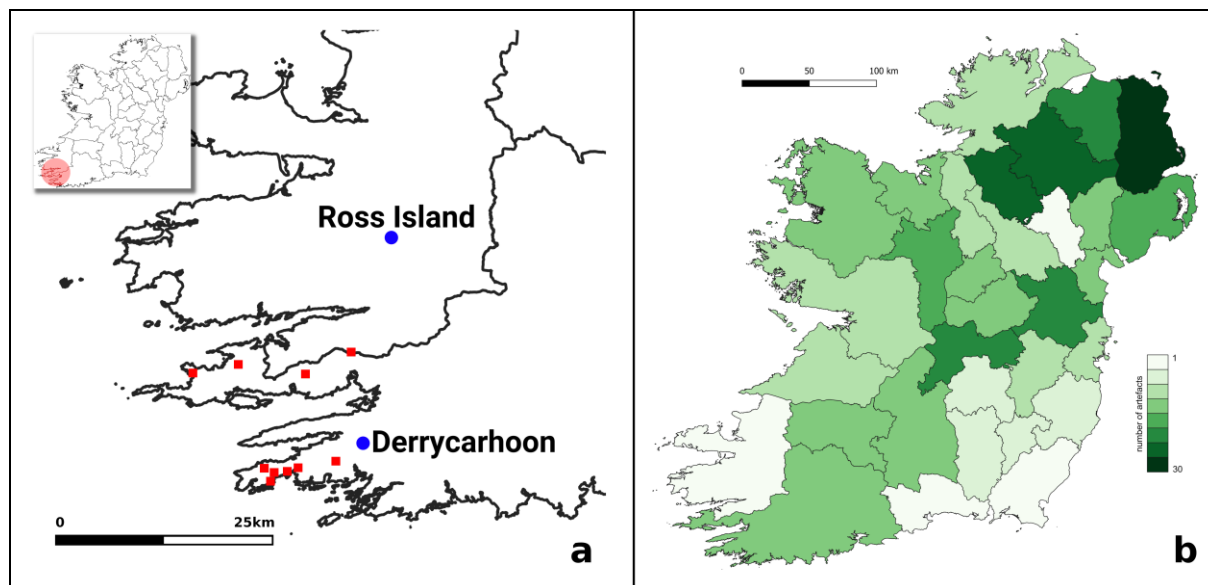 Ross Island
Derrycarhoon
0 25km
a
0 50 100 km
number of artefacts
1
30
b